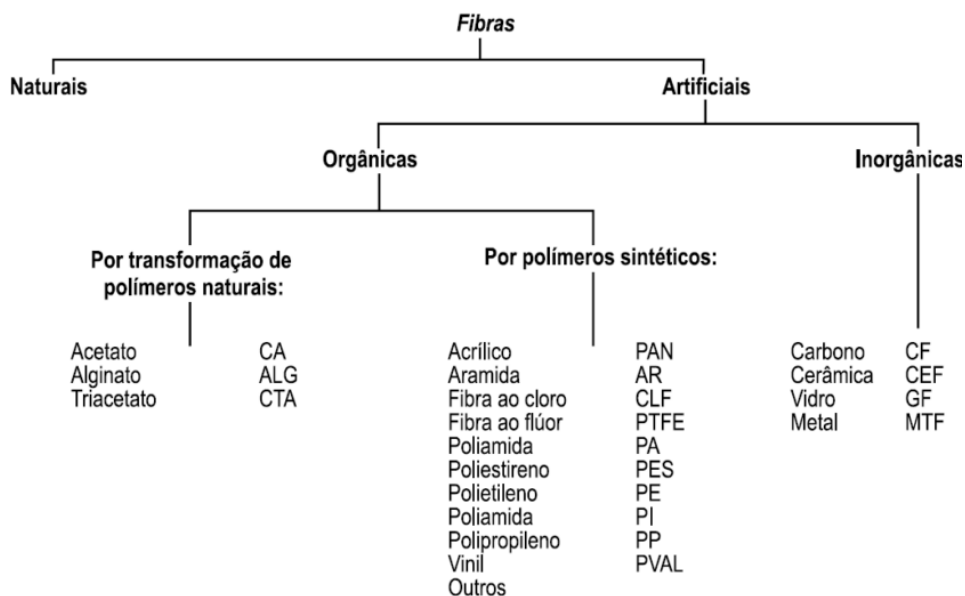 Fibras
Naturais
Artificiais
Orgânicas
Inorgânicas
Por transformação de
polímeros naturais:
Por polímeros sintéticos:
Acetato CA
Alginato ALG
Triacetato CTA
Acrílico PAN
Aramida AR
Fibra ao cloro CLF
Fibra ao flúor PTFE
Poliamida PA
Poliestireno PES
Polietileno PE
Poliamida PI
Polipropileno PP
Vinil PVAL
Outros
Carbono CF
Cerâmica CEF
Vidro GF
Metal MTF